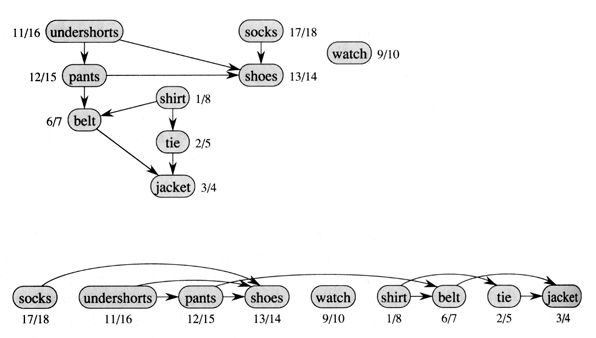 11/16 undershorts socks 17/18
watch 9/10
12/15 pants shoes 13/14
shirt 1/8
6/7 belt
tie 2/5
jacket 3/4
socks undershorts pants shoes watch shirt belt tie jacket
17/18 11/16 12/15 13/14 9/10 1/8 6/7 2/5 3/4